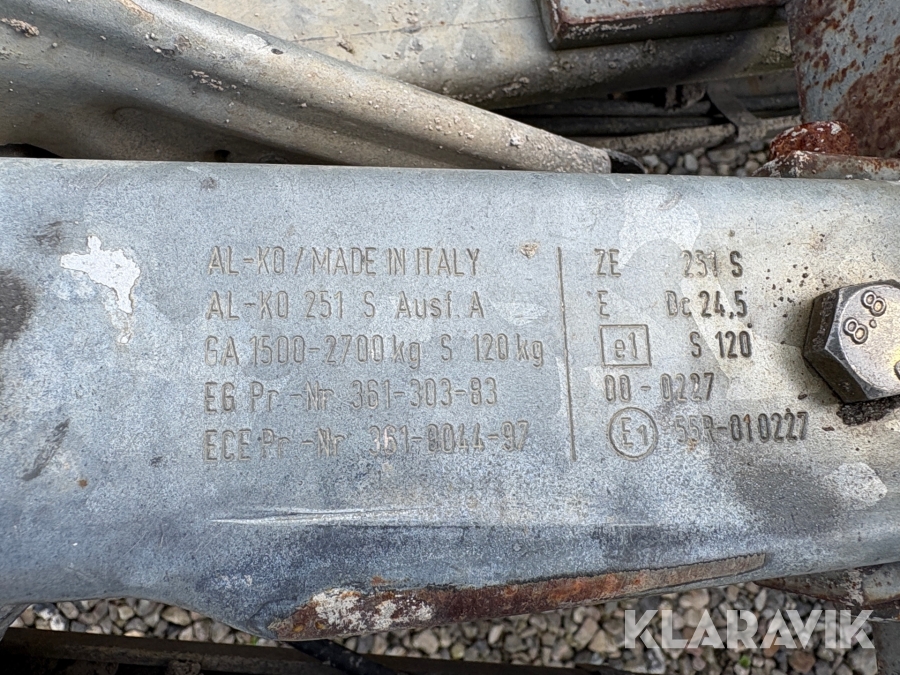 AL-KO / MADE IN ITALY
AL-KO 251 S Ausf. A
GA 1500-2700 kg S 120 kg
EG Pr.-Nr. 361-303-93
ECE Pr.-Nr. 361-0044-97
ZE 251 S
E Dc 24,5
e1 S 120
00-0227
E1 55R-010227
8.8
KLARAVIK